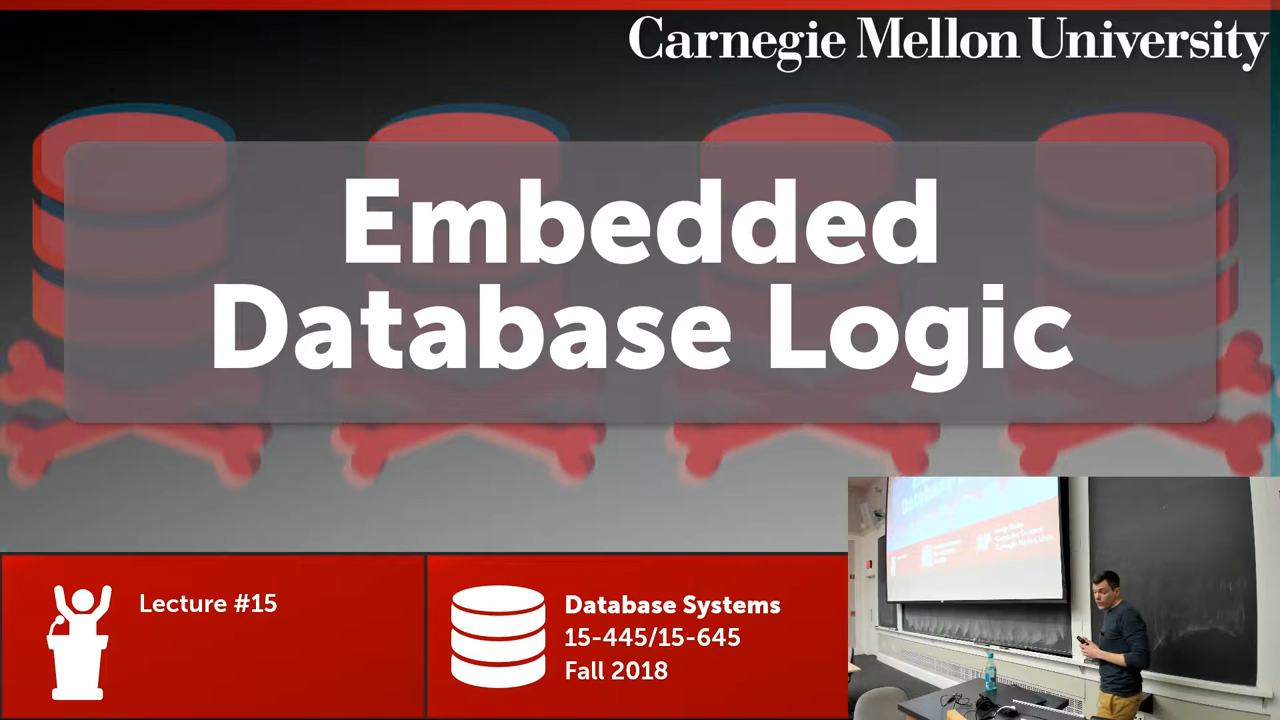 Carnegie Mellon University
Embedded
Database Logic
Lecture #15
Database Systems
15-445/15-645
Fall 2018